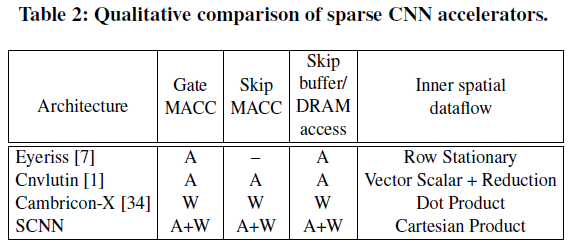 Table 2: Qualitative comparison of sparse CNN accelerators.
Architecture | Gate MACC | Skip MACC | Skip buffer/ DRAM access | Inner spatial dataflow
Eyeriss [7] | A | – | A | Row Stationary
Cnvlutin [1] | A | A | A | Vector Scalar + Reduction
Cambricon-X [34] | W | W | W | Dot Product
SCNN | A+W | A+W | A+W | Cartesian Product